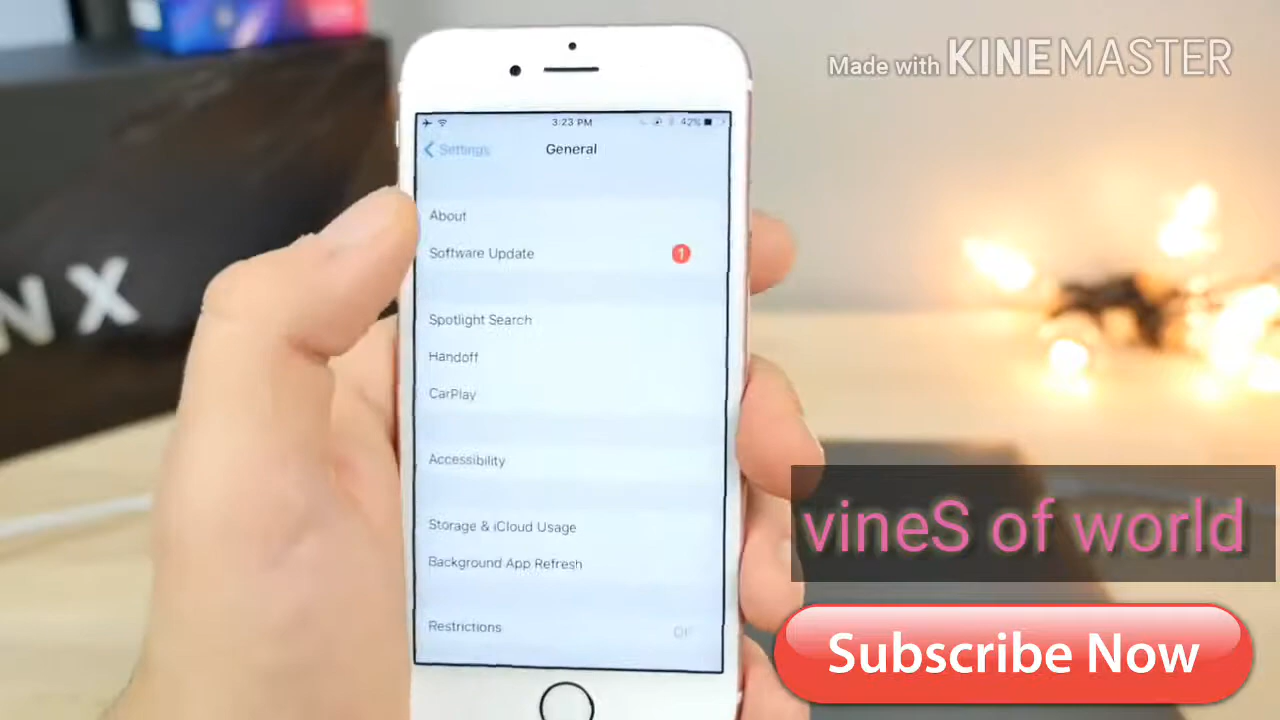 Made with KINEMASTER
N X
3:23 PM
42%
Settings
General
About
Software Update
1
Spotlight Search
Handoff
CarPlay
Accessibility
Storage & iCloud Usage
Background App Refresh
Restrictions
Off
vineS of world
Subscribe Now